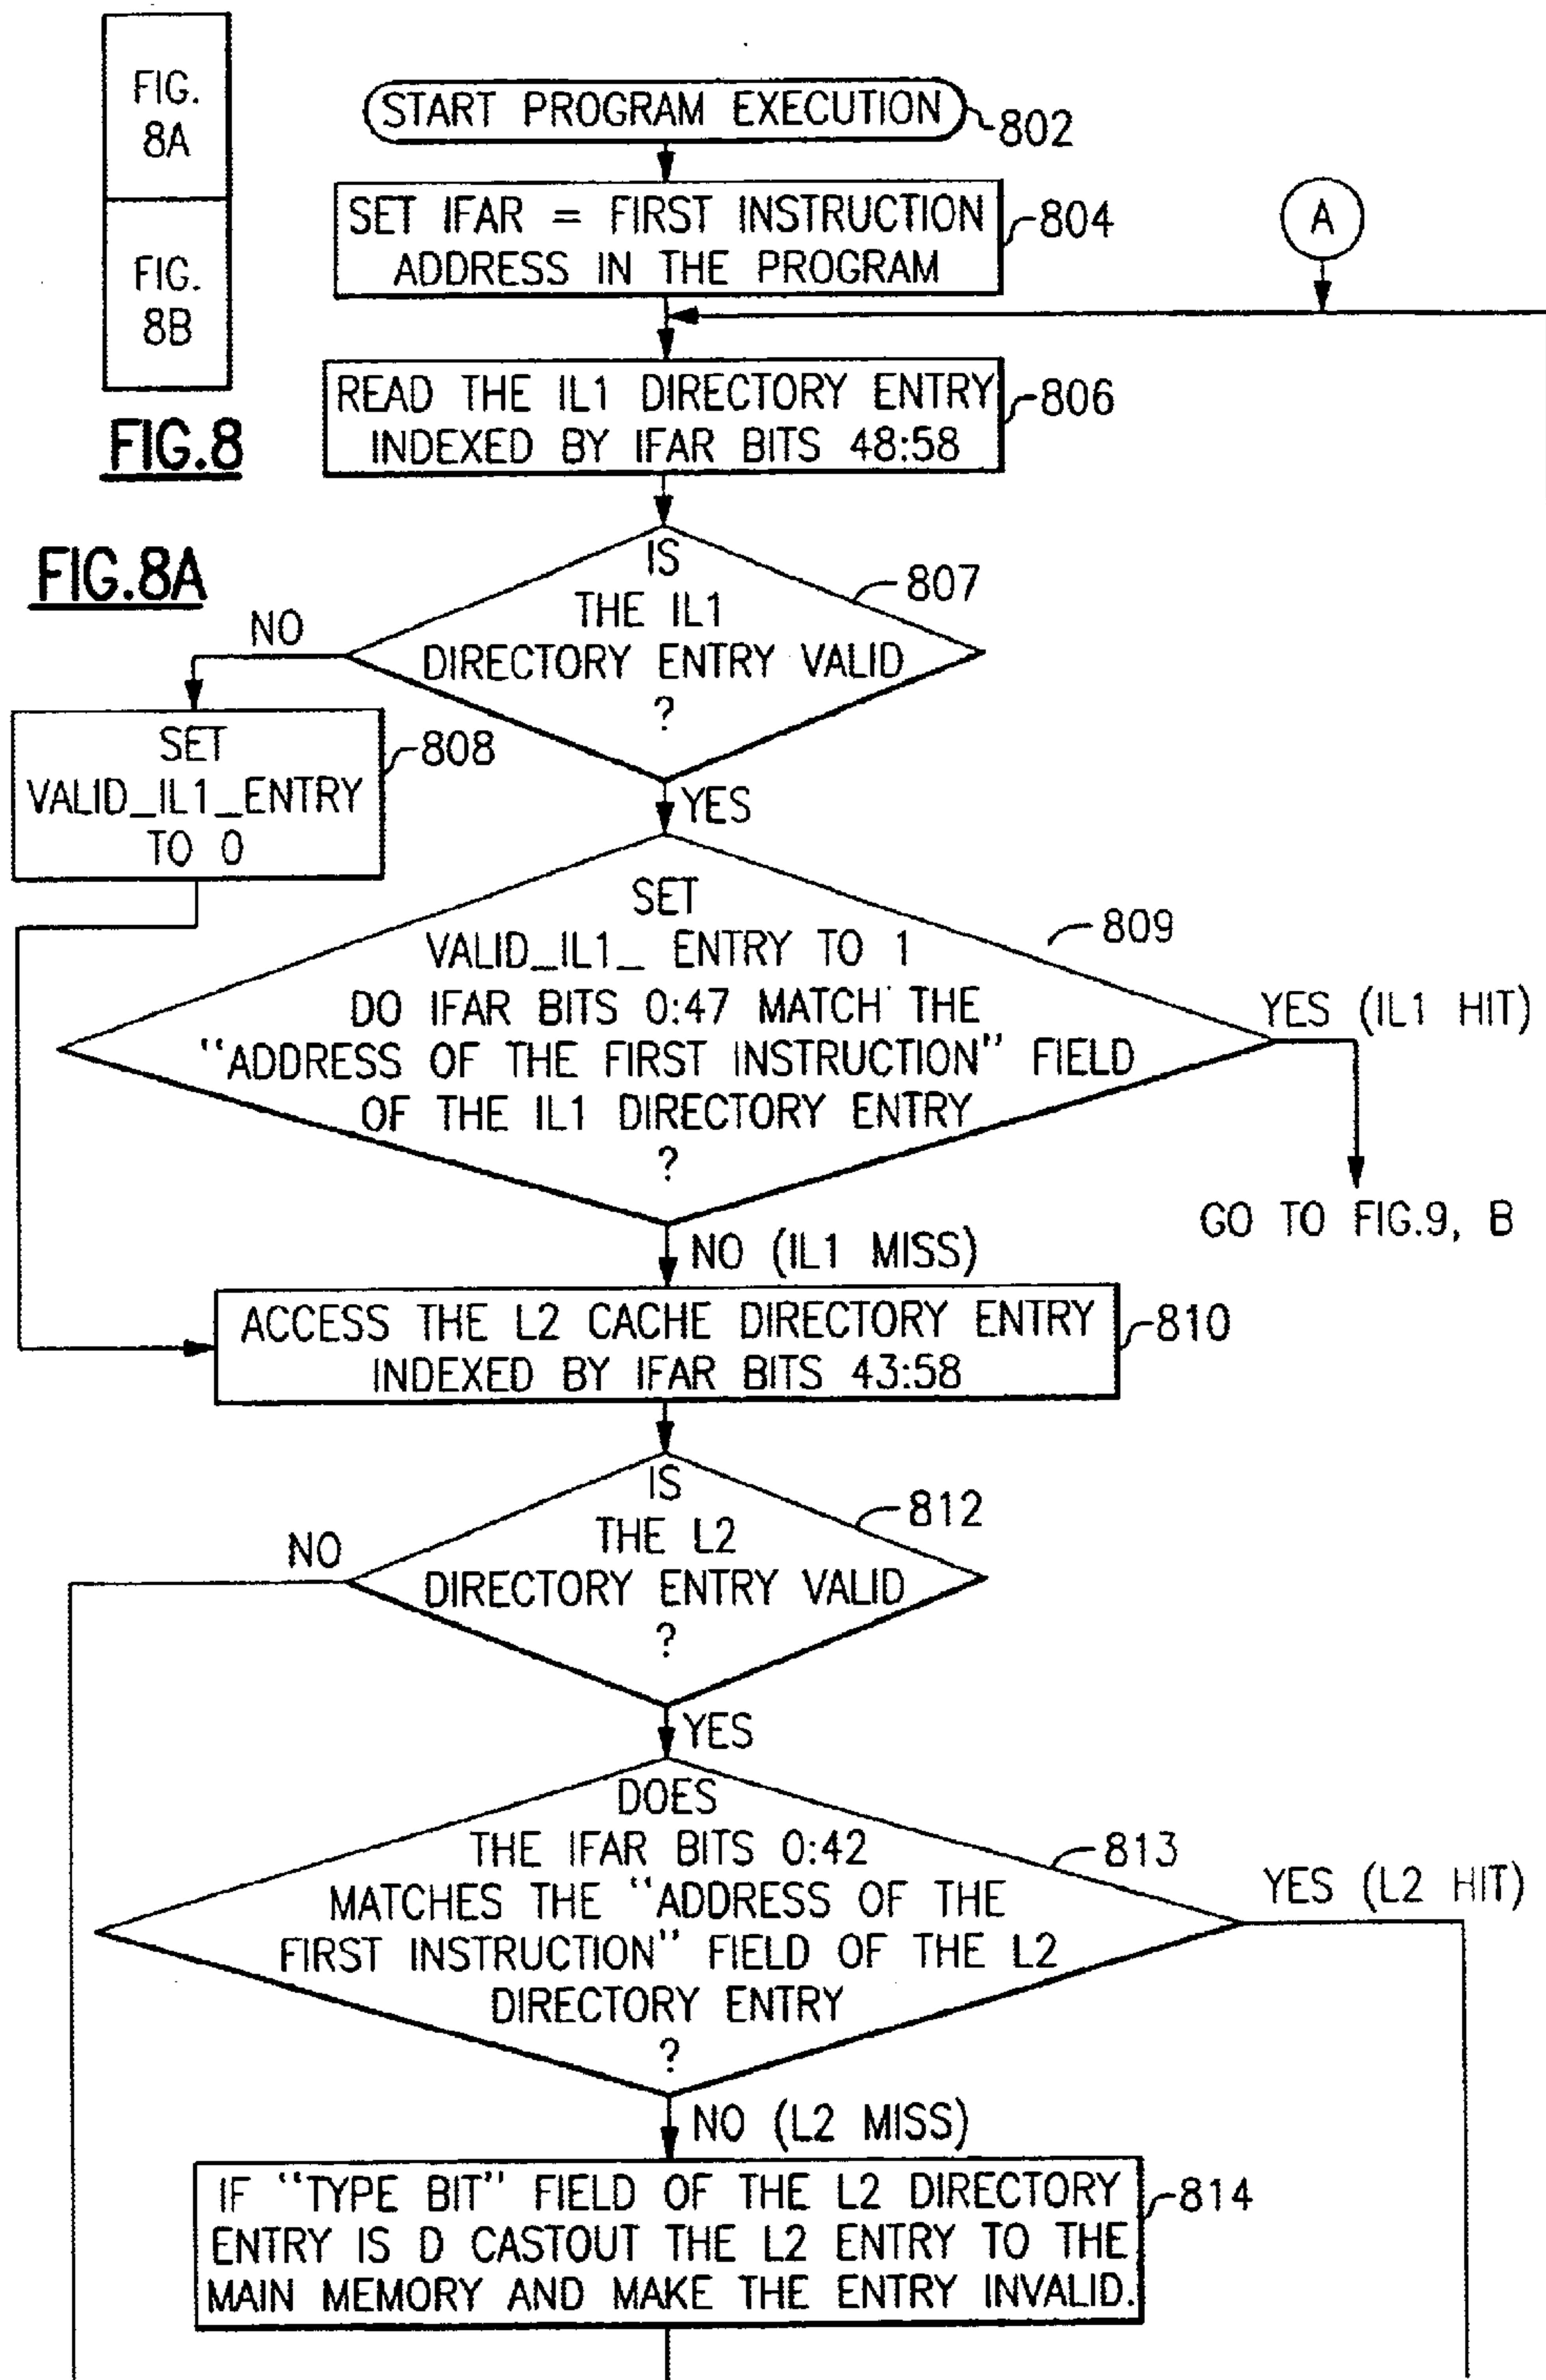 FIG.
8A
FIG.
8B
FIG.8
FIG.8A
START PROGRAM EXECUTION
802
SET IFAR = FIRST INSTRUCTION
ADDRESS IN THE PROGRAM
804
A
READ THE IL1 DIRECTORY ENTRY
INDEXED BY IFAR BITS 48:58
806
IS
THE IL1
DIRECTORY ENTRY VALID
?
807
NO
SET
VALID_IL1_ENTRY
TO 0
808
YES
SET
VALID_IL1_ ENTRY TO 1
DO IFAR BITS 0:47 MATCH THE
"ADDRESS OF THE FIRST INSTRUCTION" FIELD
OF THE IL1 DIRECTORY ENTRY
?
809
YES (IL1 HIT)
GO TO FIG.9, B
NO (IL1 MISS)
ACCESS THE L2 CACHE DIRECTORY ENTRY
INDEXED BY IFAR BITS 43:58
810
IS
THE L2
DIRECTORY ENTRY VALID
?
812
NO
YES
DOES
THE IFAR BITS 0:42
MATCHES THE "ADDRESS OF THE
FIRST INSTRUCTION" FIELD OF THE L2
DIRECTORY ENTRY
?
813
YES (L2 HIT)
NO (L2 MISS)
IF "TYPE BIT" FIELD OF THE L2 DIRECTORY
ENTRY IS D CASTOUT THE L2 ENTRY TO THE
MAIN MEMORY AND MAKE THE ENTRY INVALID.
814